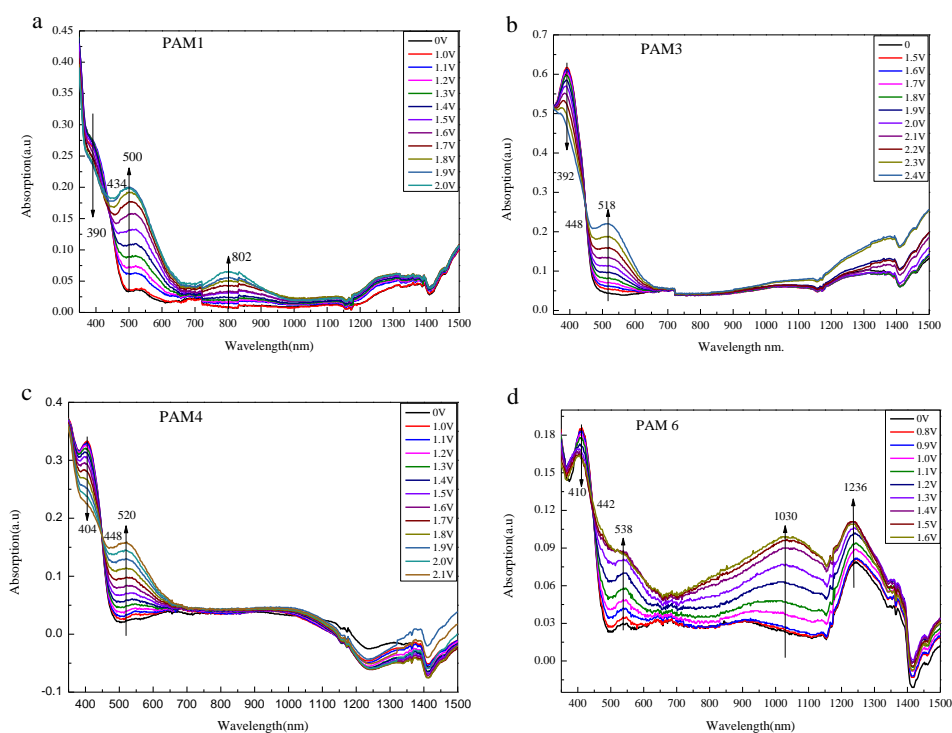 a
PAM1
0.45
0.40
0.35
0.30
0.25
0.20
0.15
0.10
0.05
0.00
Absorption(a.u)
400 500 600 700 800 900 1000 1100 1200 1300 1400 1500
Wavelength(nm)
390
434
500
802
0V
1.0V
1.1V
1.2V
1.3V
1.4V
1.5V
1.6V
1.7V
1.8V
1.9V
2.0V
b
PAM3
0.7
0.6
0.5
0.4
0.3
0.2
0.1
0.0
Absorption(a.u)
400 500 600 700 800 900 1000 1100 1200 1300 1400 1500
Wavelength nm.
392
448
518
0
1.5V
1.6V
1.7V
1.8V
1.9V
2.0V
2.1V
2.2V
2.3V
2.4V
c
PAM4
0.4
0.3
0.2
0.1
0.0
-0.1
Absorption(a.u)
400 500 600 700 800 900 1000 1100 1200 1300 1400 1500
Wavelength(nm)
404
448
520
0V
1.0V
1.1V
1.2V
1.3V
1.4V
1.5V
1.6V
1.7V
1.8V
1.9V
2.0V
2.1V
d
PAM 6
0.18
0.15
0.12
0.09
0.06
0.03
0.00
Absorption(a.u)
400 500 600 700 800 900 1000 1100 1200 1300 1400 1500
Wavelength(nm)
410
442
538
1030
1236
0V
0.8V
0.9V
1.0V
1.1V
1.2V
1.3V
1.4V
1.5V
1.6V